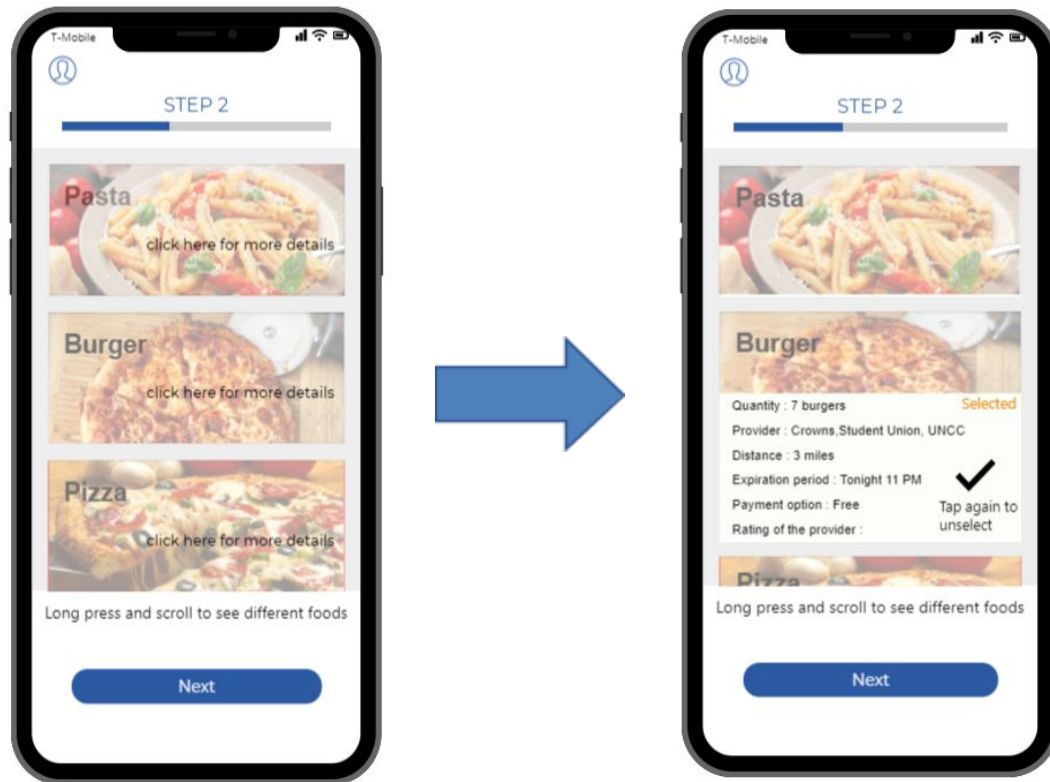 T-Mobile
STEP 2
Pasta
click here for more details
Burger
click here for more details
Pizza
click here for more details
Long press and scroll to see different foods
Next
T-Mobile
STEP 2
Pasta
Burger
Quantity : 7 burgers
Selected
Provider : Crowns,Student Union, UNCC
Distance : 3 miles
Expiration period : Tonight 11 PM
Payment option : Free
Tap again to
unselect
Rating of the provider :
Pizza
Long press and scroll to see different foods
Next